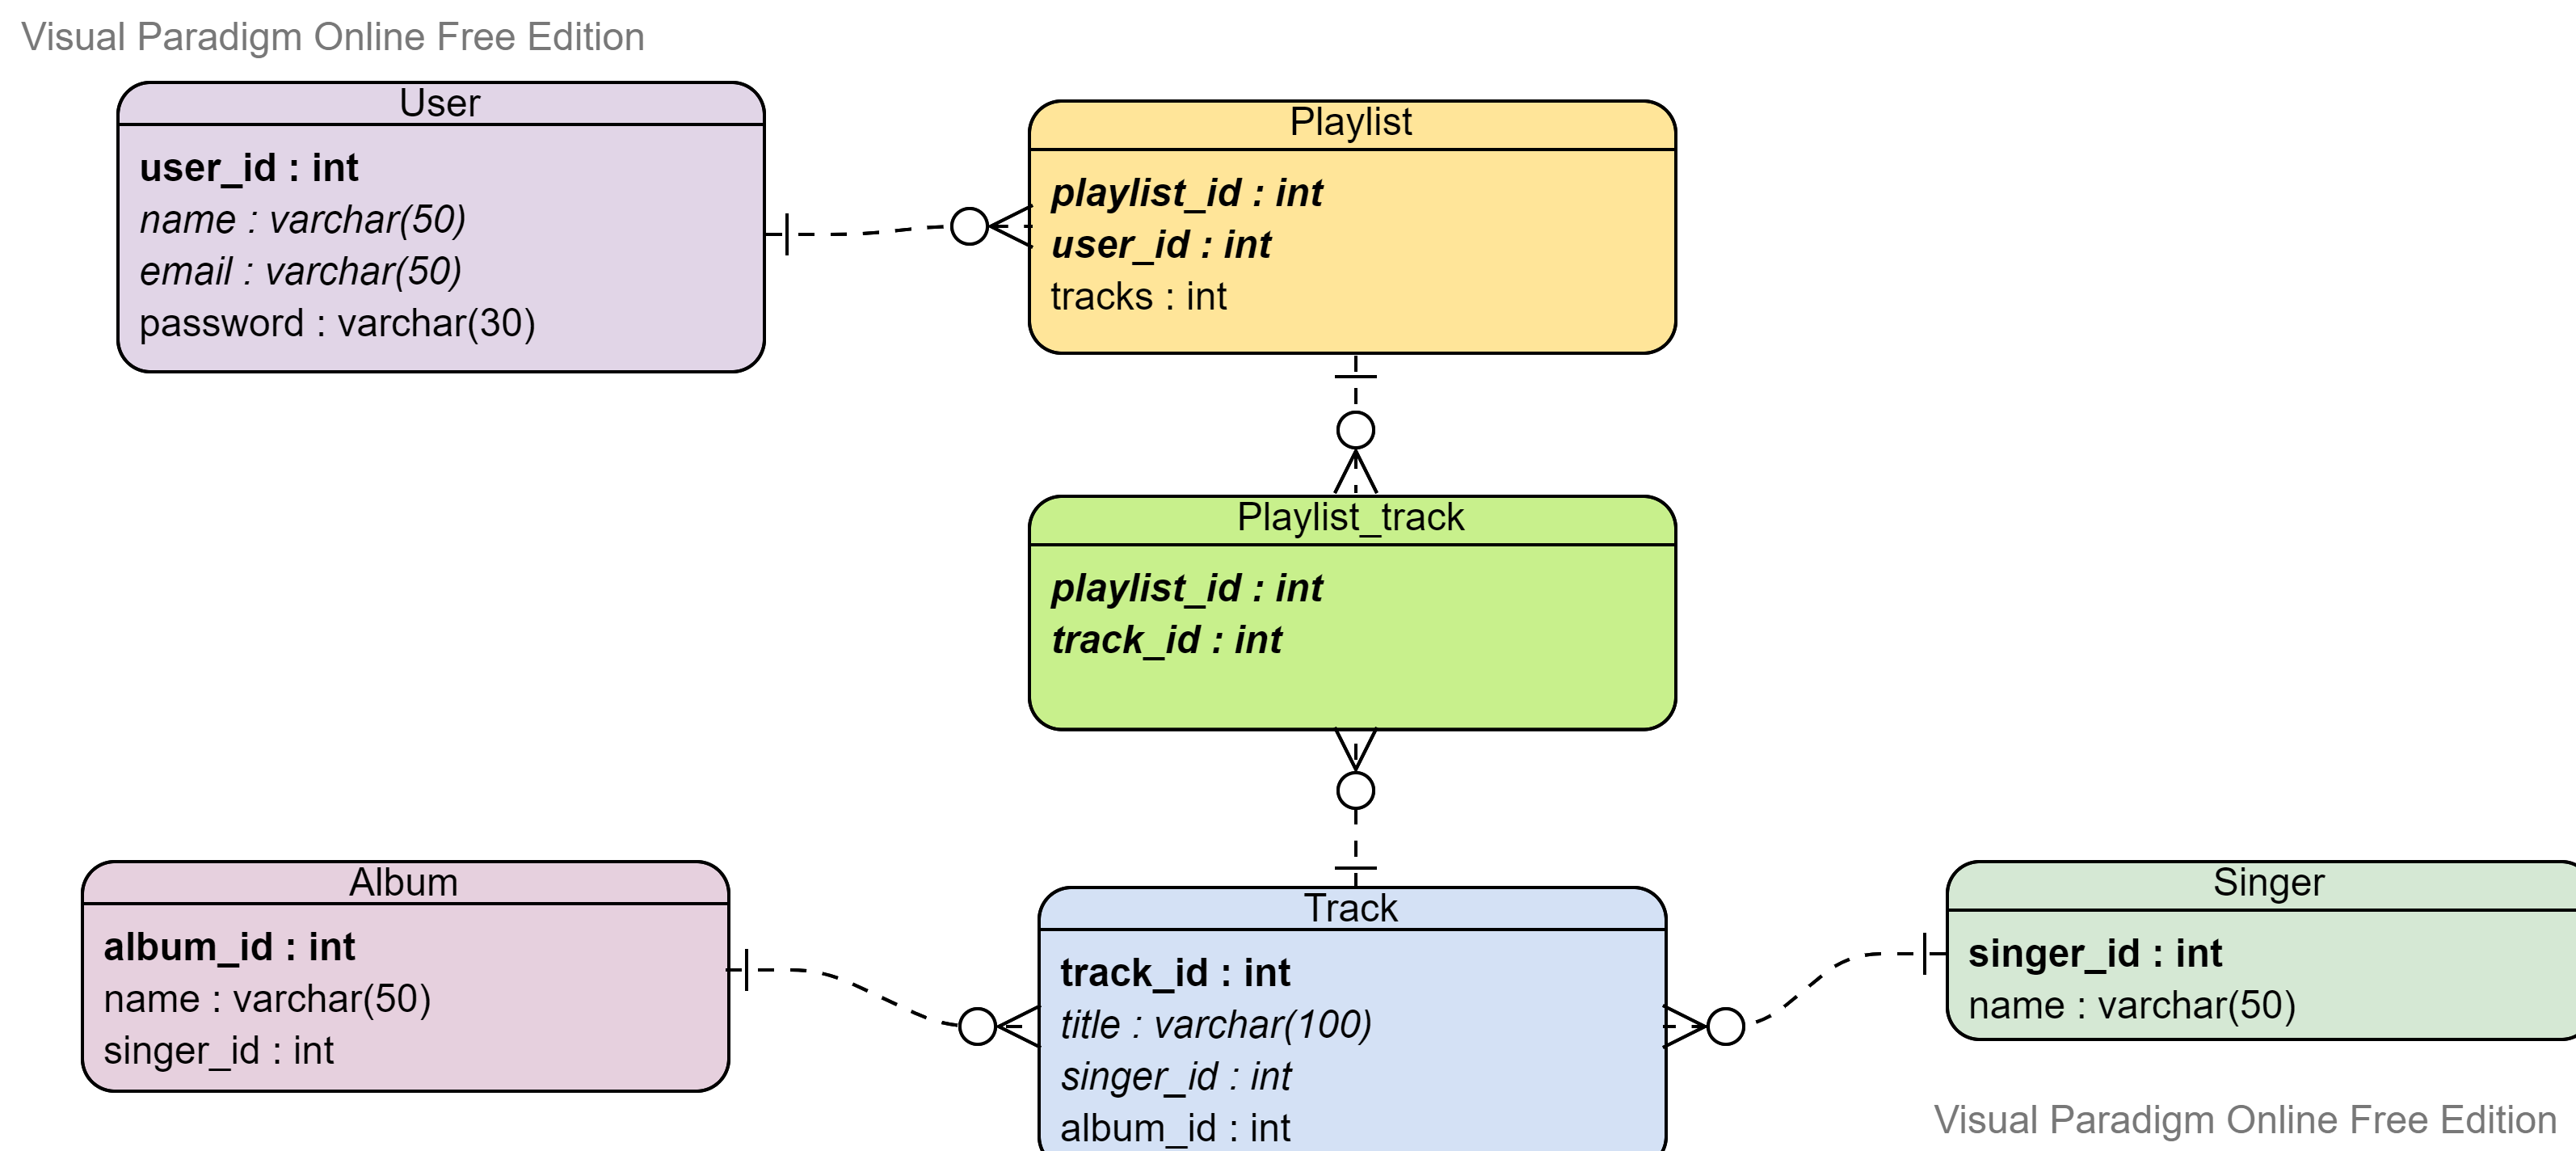 Visual Paradigm Online Free Edition
User
user_id : int
name : varchar(50)
email : varchar(50)
password : varchar(30)
Playlist
playlist_id : int
user_id : int
tracks : int
Playlist_track
playlist_id : int
track_id : int
Album
album_id : int
name : varchar(50)
singer_id : int
Track
track_id : int
title : varchar(100)
singer_id : int
album_id : int
Singer
singer_id : int
name : varchar(50)
Visual Paradigm Online Free Edition